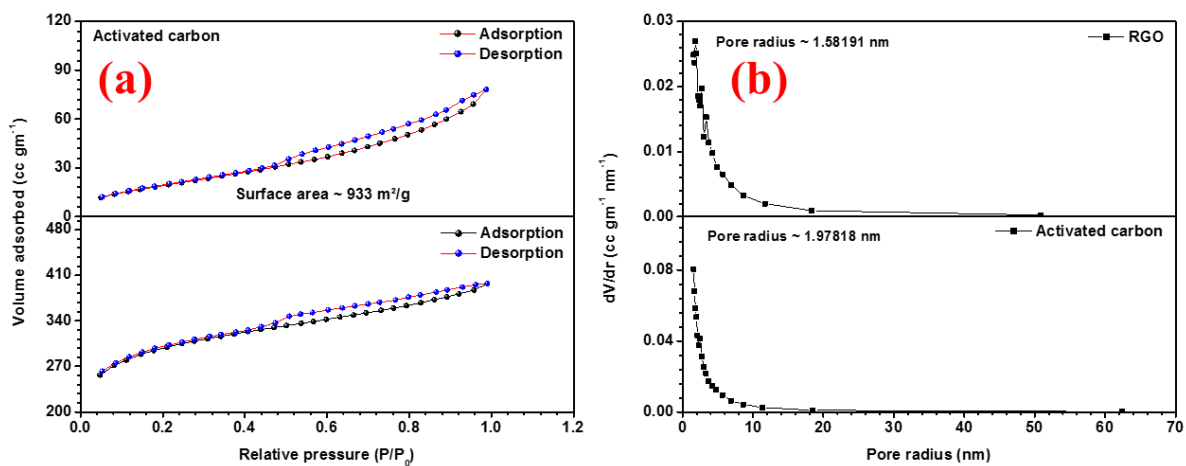 120
90
60
30
0
Activated carbon
(a)
Adsorption
Desorption
Surface area ~ 933 m²/g
480
410
340
270
200
Adsorption
Desorption
0.0 0.2 0.4 0.6 0.8 1.0 1.2
Relative pressure (P/P₀)
Volume adsorbed (cc gm⁻¹)
0.03
0.02
0.01
0.00
Pore radius ~ 1.58191 nm
RGO
(b)
0.08
0.04
0.00
Pore radius ~ 1.97818 nm
Activated carbon
0 10 20 30 40 50 60 70
Pore radius (nm)
dV/dr (cc gm⁻¹ nm⁻¹)